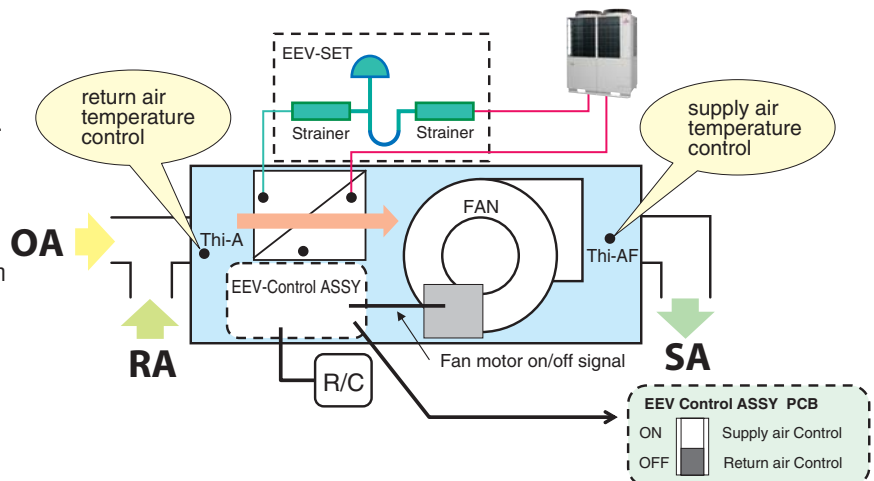 EEV-SET
Strainer
Strainer
return air
temperature
control
supply air
temperature
control
OA
Thi-A
FAN
Thi-AF
EEV-Control ASSY
RA
R/C
Fan motor on/off signal
SA
EEV Control ASSY PCB
ON Supply air Control
OFF Return air Control